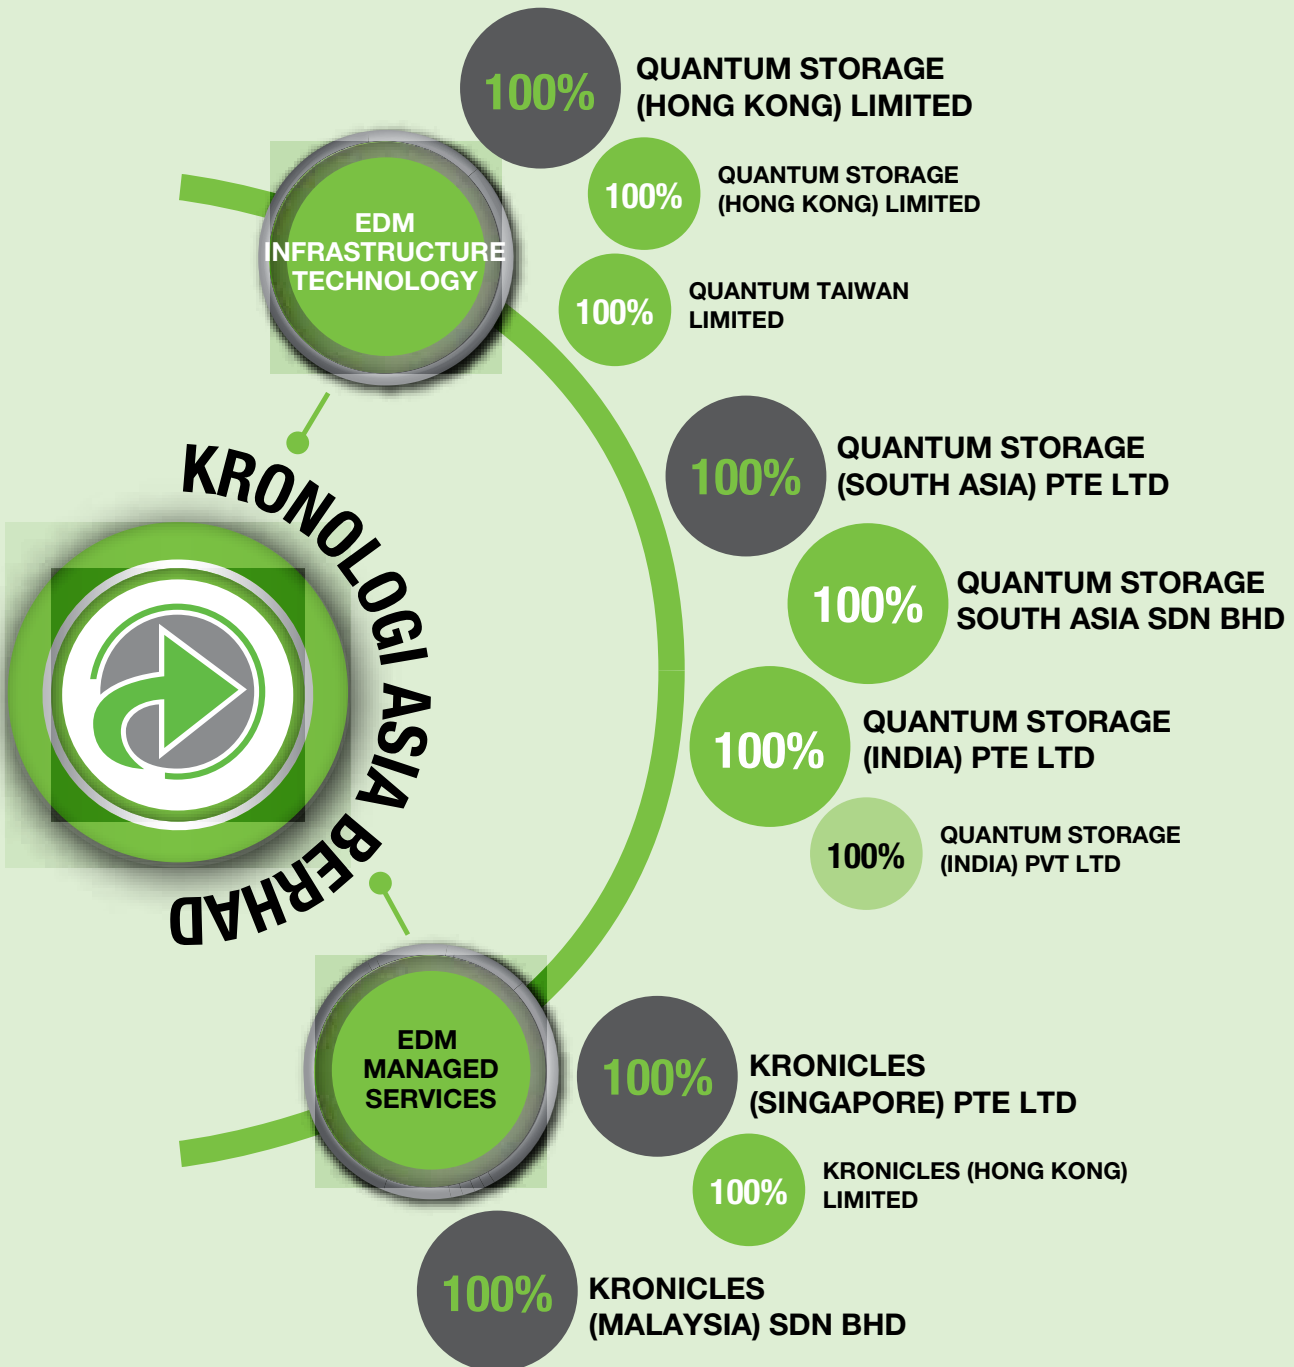 100%
QUANTUM STORAGE
(HONG KONG) LIMITED
100%
QUANTUM STORAGE
(HONG KONG) LIMITED
EDM
INFRASTRUCTURE
TECHNOLOGY
100%
QUANTUM TAIWAN
LIMITED
100%
QUANTUM STORAGE
(SOUTH ASIA) PTE LTD
KRONOLOGI ASIA BERHAD
100%
QUANTUM STORAGE
SOUTH ASIA SDN BHD
100%
QUANTUM STORAGE
(INDIA) PTE LTD
100%
QUANTUM STORAGE
(INDIA) PVT LTD
EDM
MANAGED
SERVICES
100%
KRONICLES
(SINGAPORE) PTE LTD
100%
KRONICLES (HONG KONG)
LIMITED
100%
KRONICLES
(MALAYSIA) SDN BHD